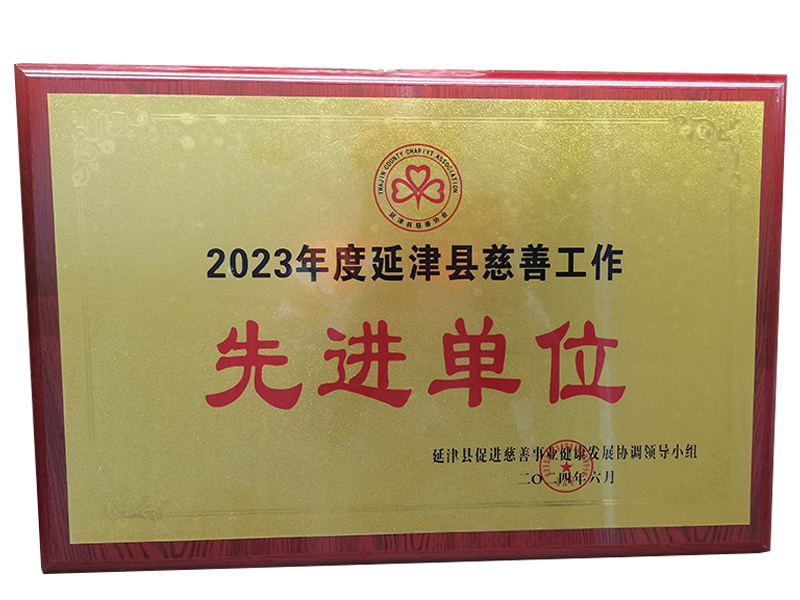 YNAJIN COUNTY CHARIYT ASSOCIATION
延津县慈善协会
2023年度延津县慈善工作
先进单位
延津县促进慈善事业健康发展协调领导小组
二〇二四年六月